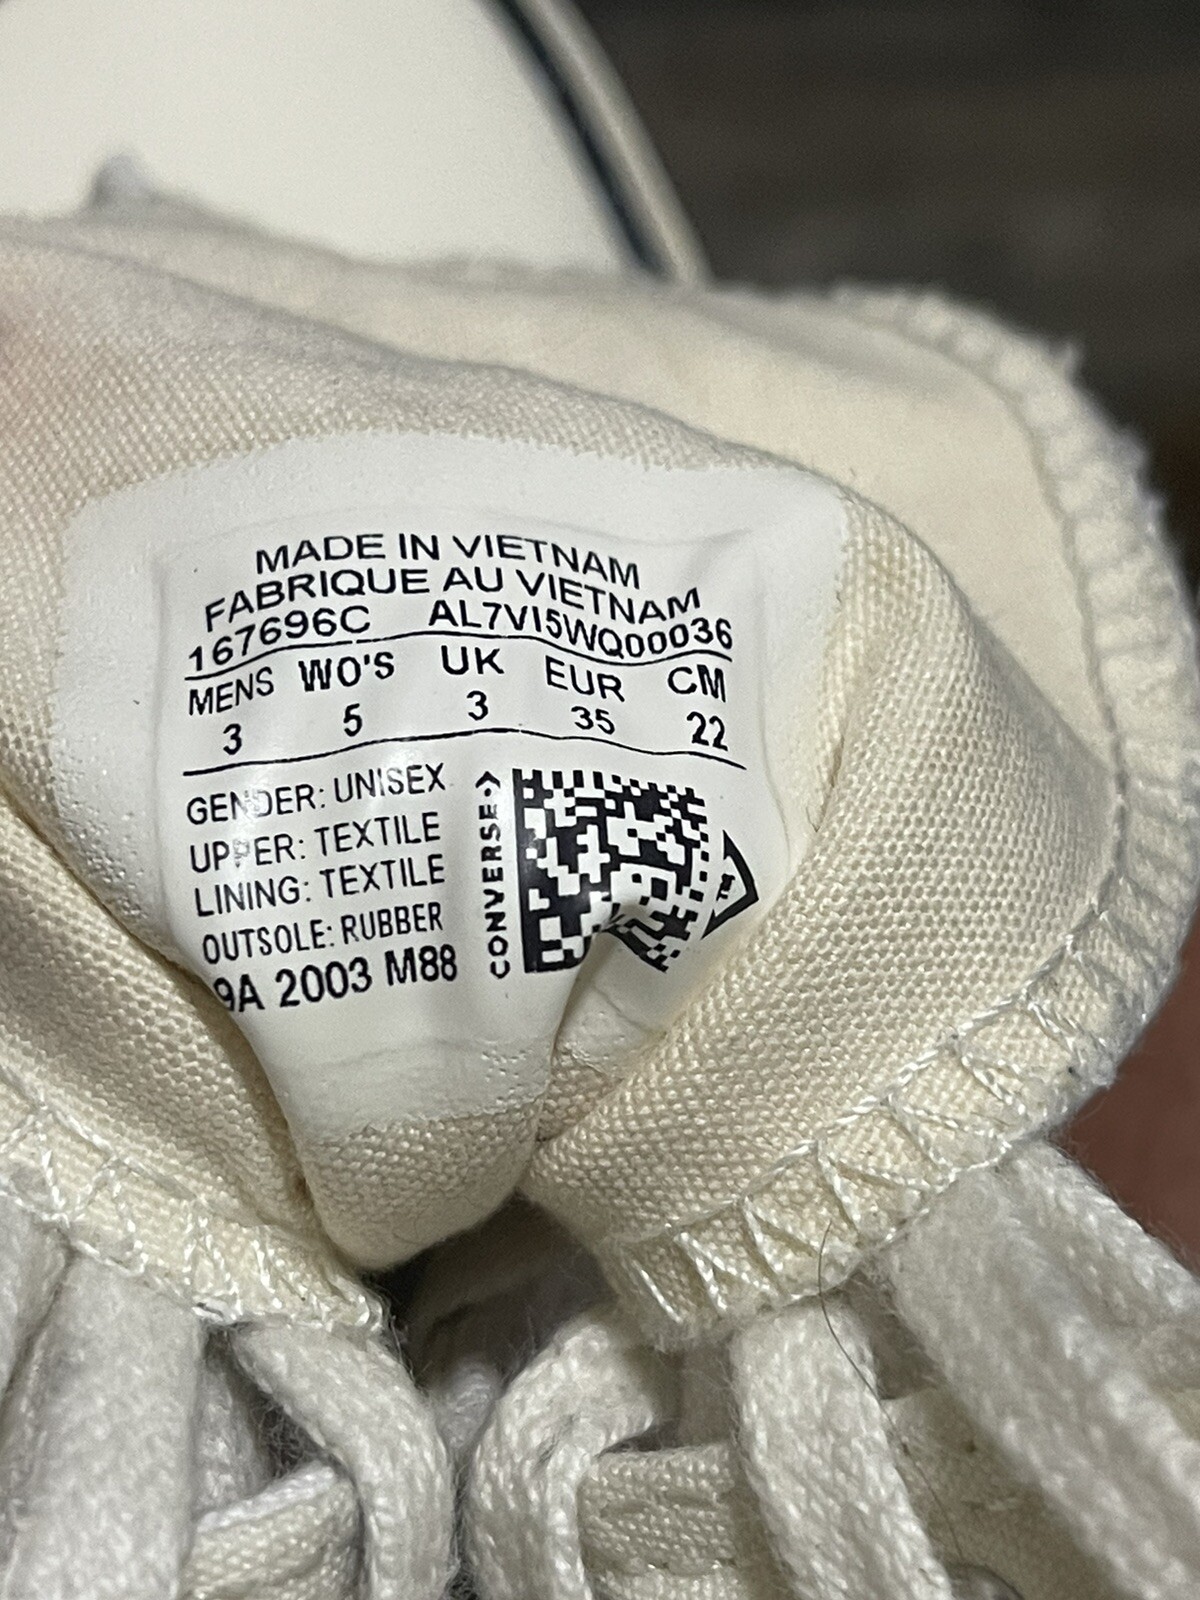 MADE IN VIETNAM
FABRIQUE AU VIETNAM
167696C AL7VI5WQ00036
MENS WO'S UK EUR CM
3 5 3 35 22
GENDER: UNISEX
UPPER: TEXTILE
LINING: TEXTILE
OUTSOLE: RUBBER
9A 2003 M88
CONVERSE